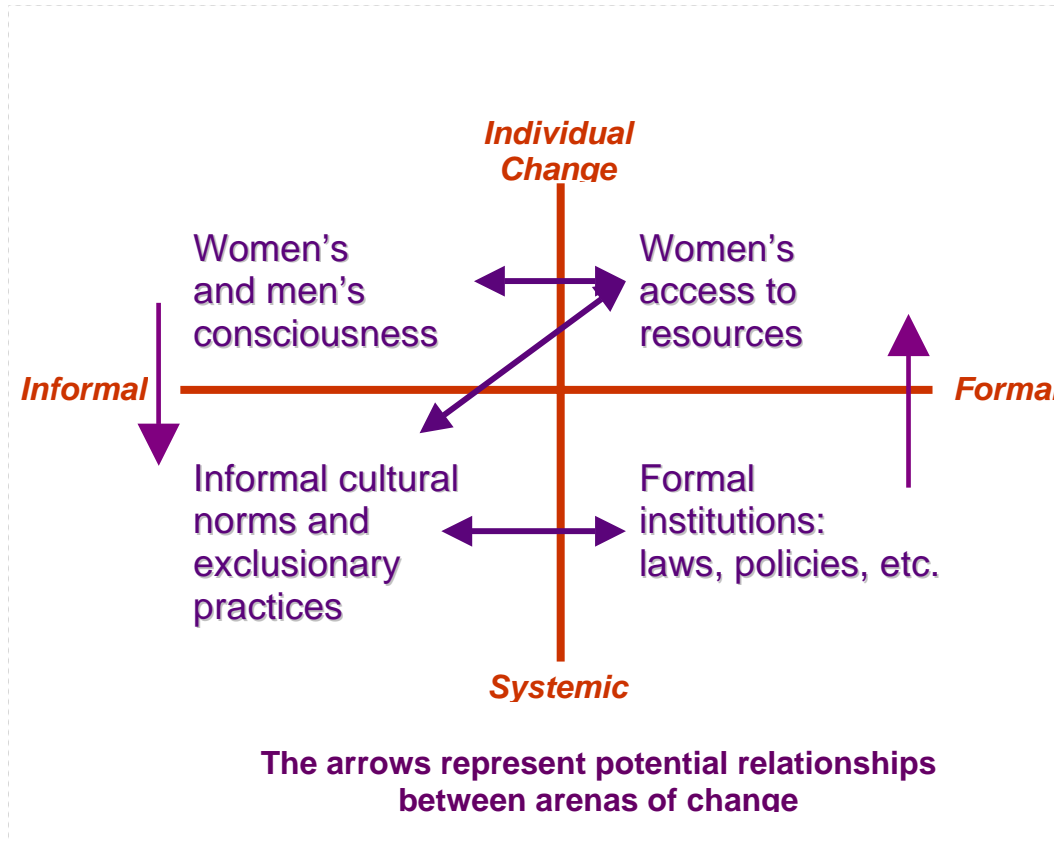 Individual
Change
Women’s
and men’s
consciousness
Women’s
access to
resources
Informal
Formal
Informal cultural
norms and
exclusionary
practices
Formal
institutions:
laws, policies, etc.
Systemic
The arrows represent potential relationships
between arenas of change